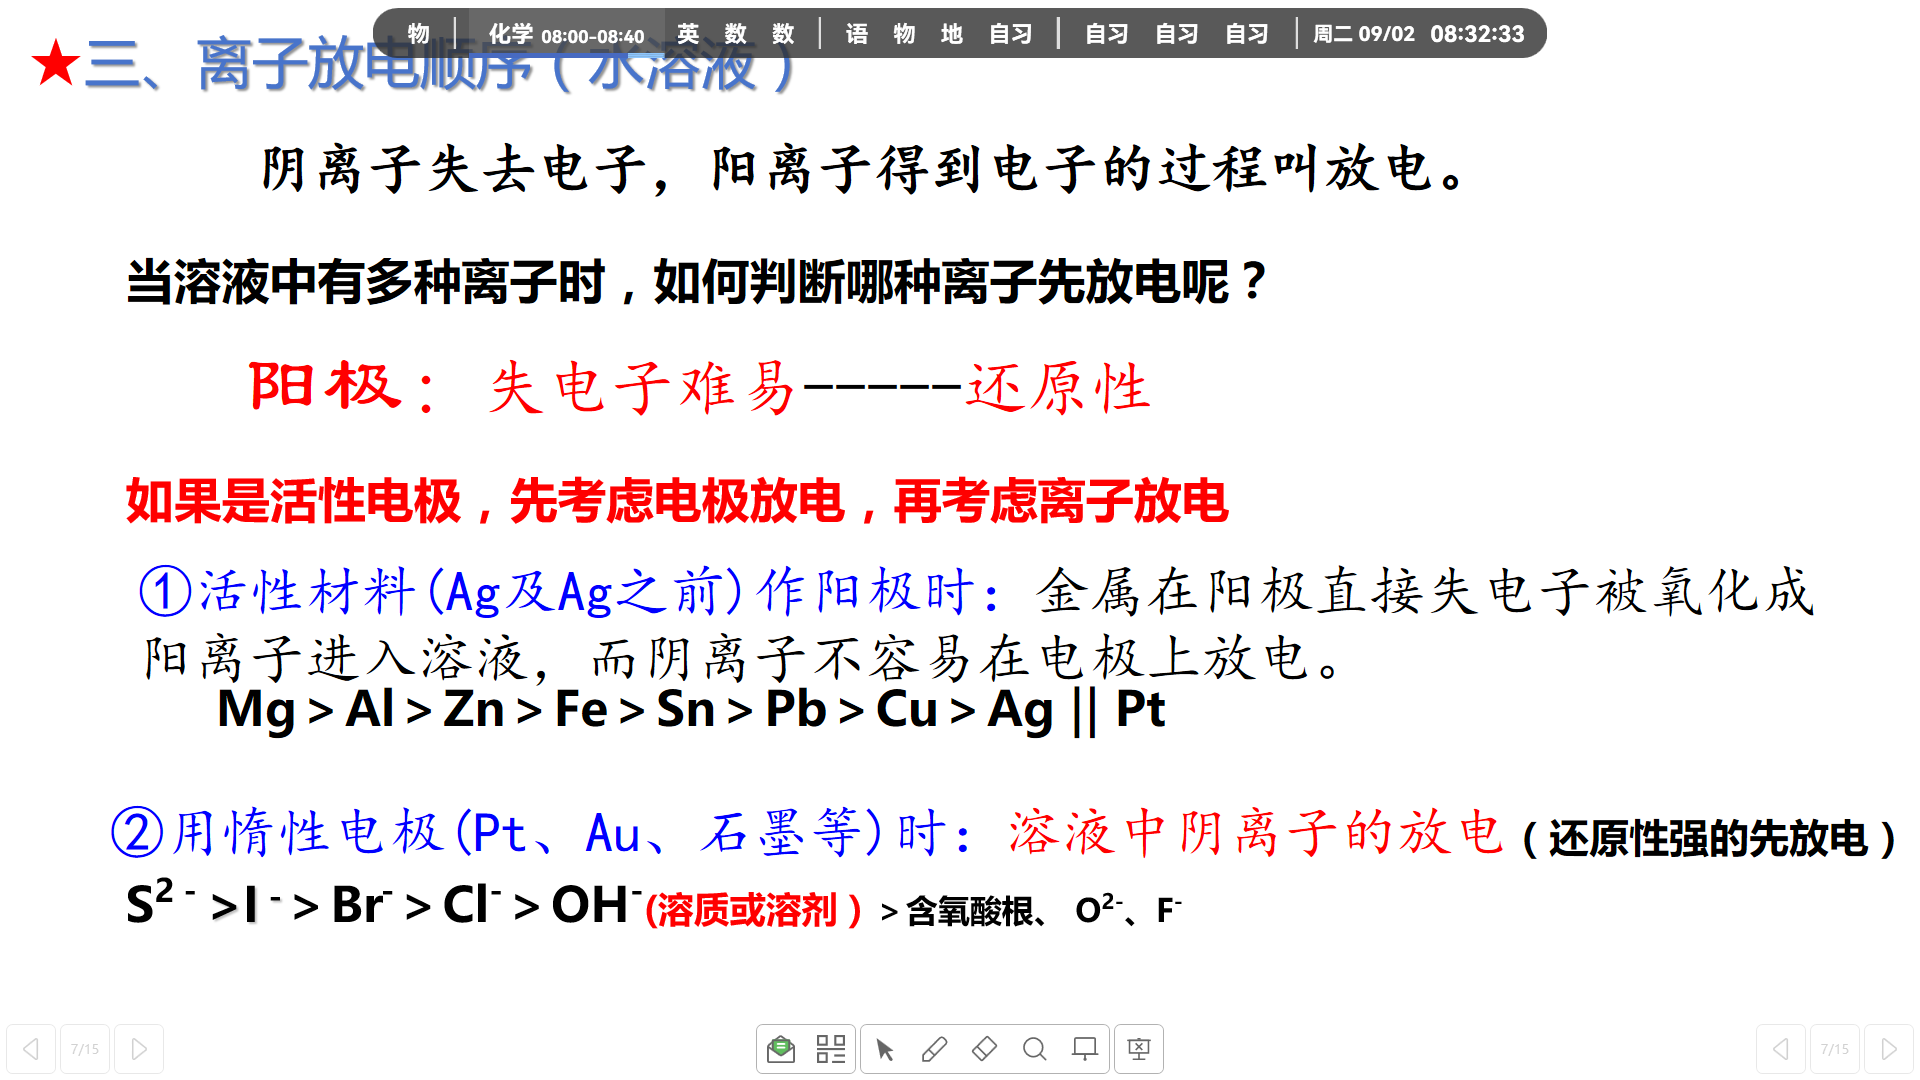 物 | 化学 08:00-08:40 英 数 数 | 语 物 地 自习 | 自习 自习 自习 | 周二 09/02 08:32:33
★三、离子放电顺序（水溶液）
阴离子失去电子，阳离子得到电子的过程叫放电。
当溶液中有多种离子时，如何判断哪种离子先放电呢？
阳极：失电子难易-----还原性
如果是活性电极，先考虑电极放电，再考虑离子放电
①活性材料(Ag及Ag之前)作阳极时：金属在阳极直接失电子被氧化成
阳离子进入溶液，而阴离子不容易在电极上放电。
Mg＞Al＞Zn＞Fe＞Sn＞Pb＞Cu＞Ag || Pt
②用惰性电极(Pt、Au、石墨等)时：溶液中阴离子的放电（还原性强的先放电）
S²⁻＞I⁻＞Br⁻＞Cl⁻＞OH⁻(溶质或溶剂）＞含氧酸根、 O²⁻、F⁻
7/15 7/15